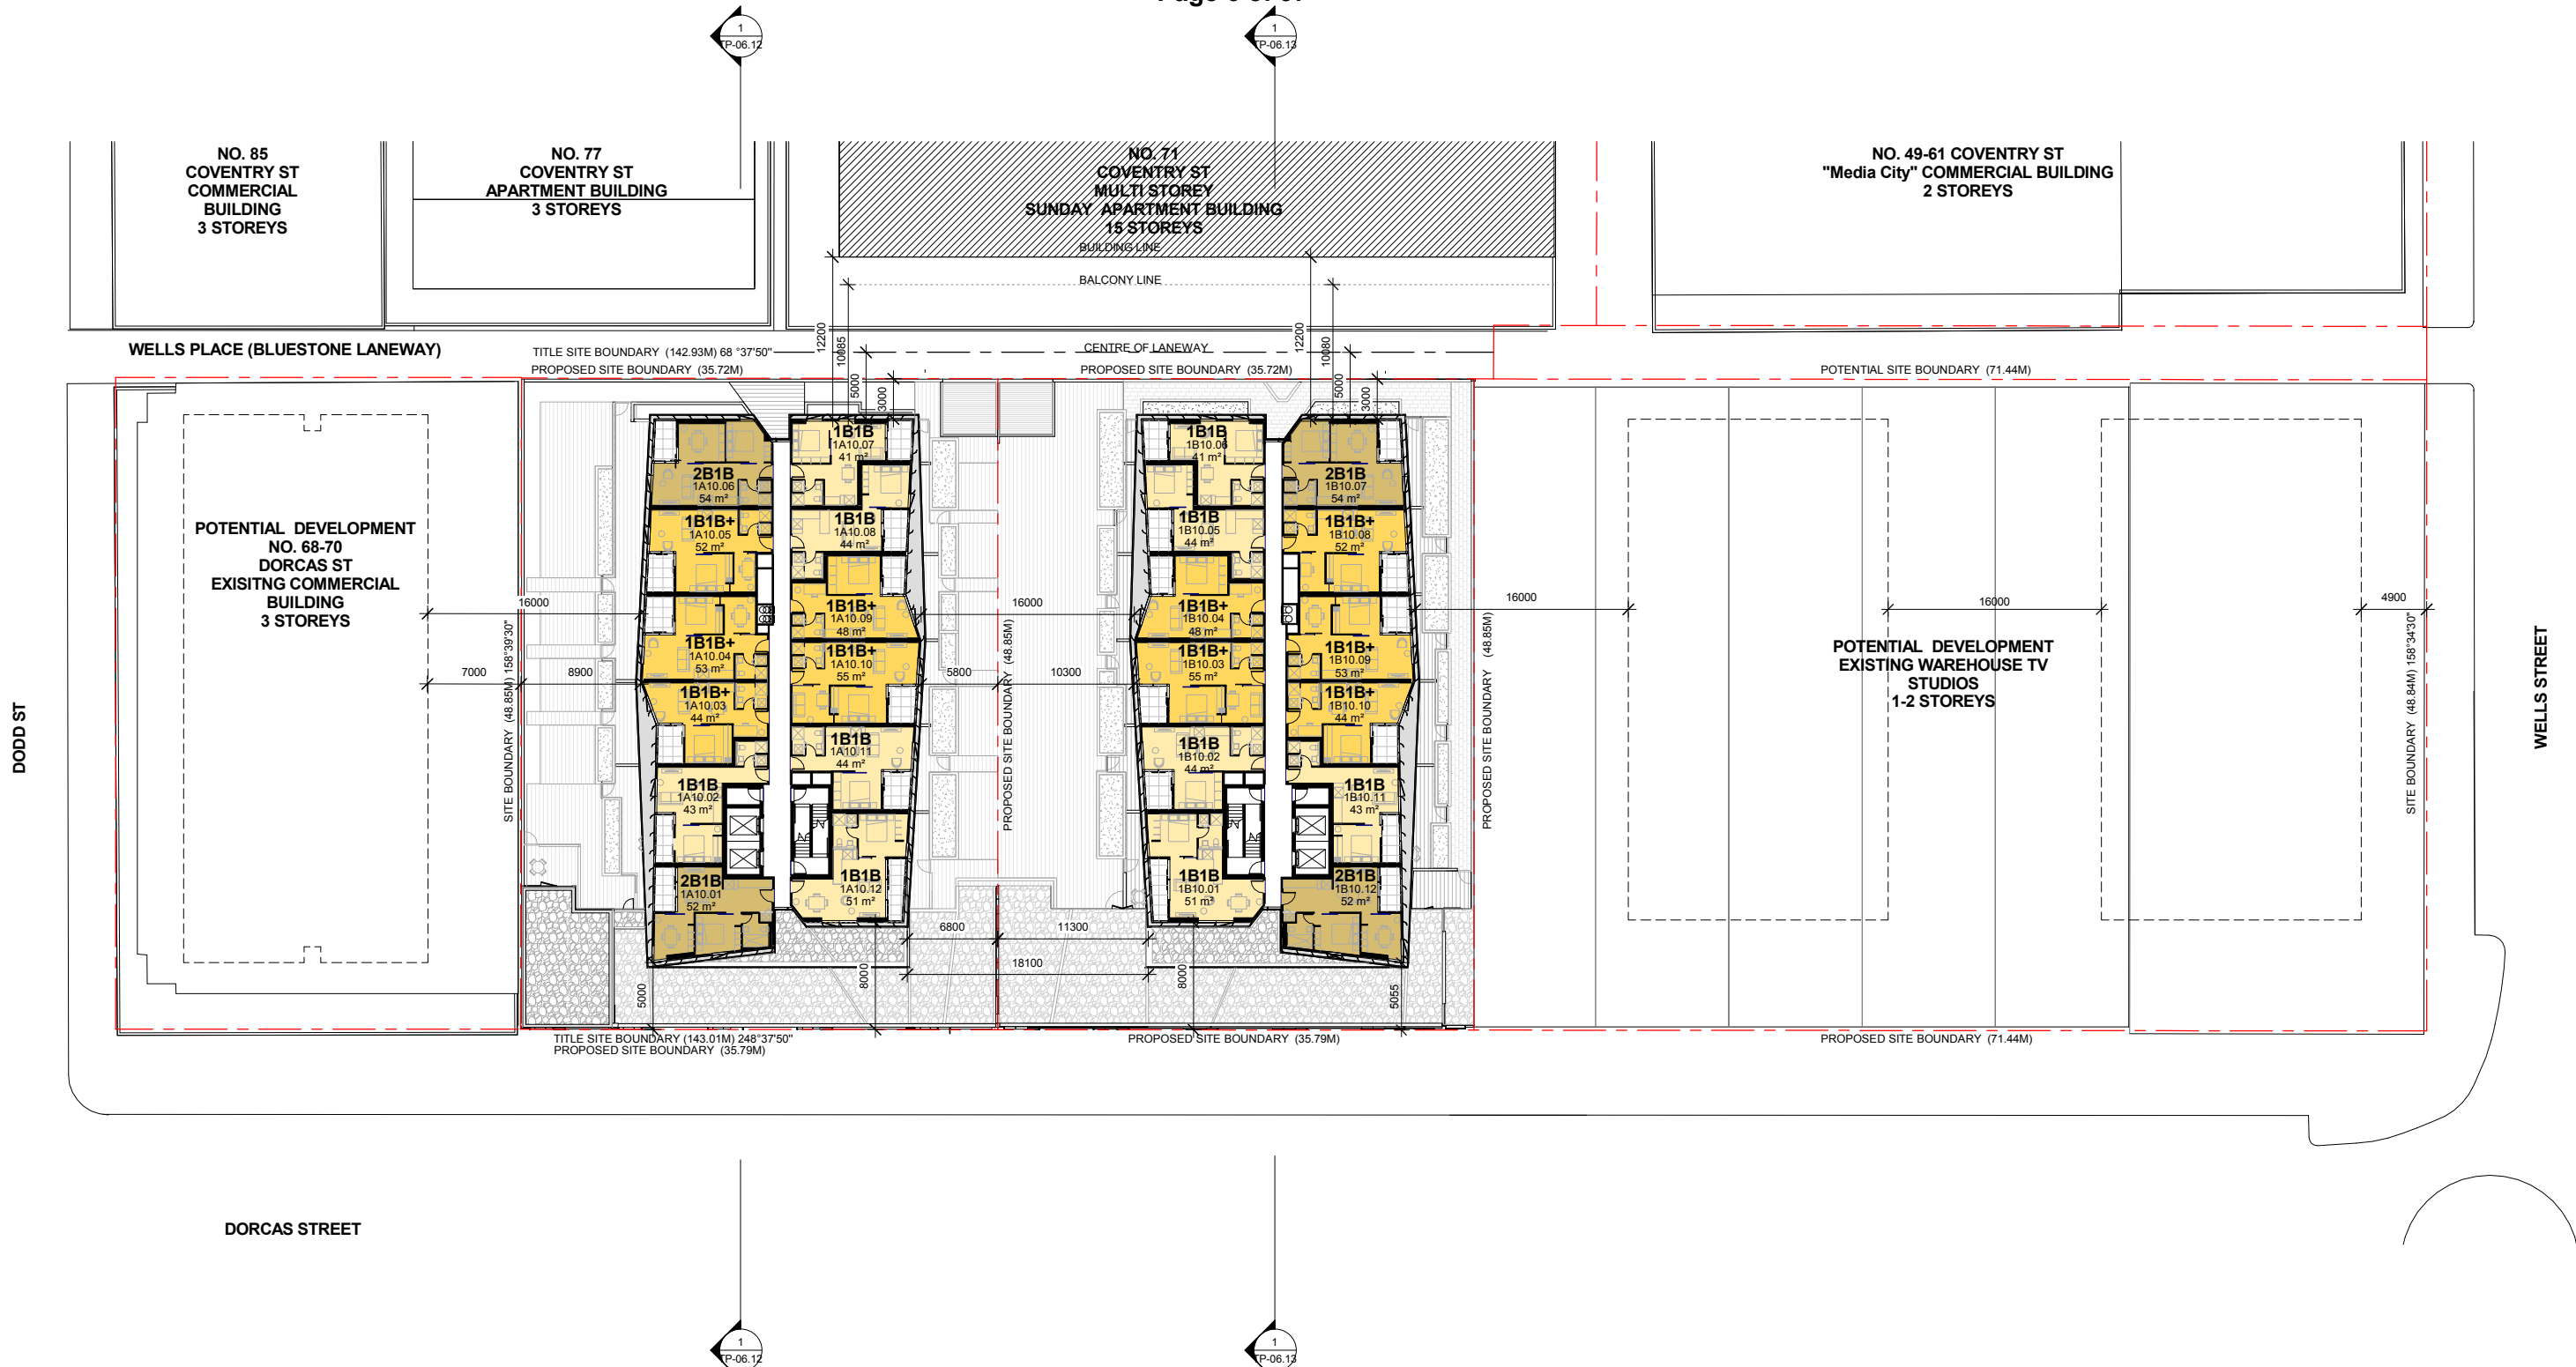 1
TP-06.12
1
TP-06.13
NO. 85
COVENTRY ST
COMMERCIAL
BUILDING
3 STOREYS
NO. 77
COVENTRY ST
APARTMENT BUILDING
3 STOREYS
NO. 71
COVENTRY ST
MULTI STOREY
SUNDAY APARTMENT BUILDING
15 STOREYS
BUILDING LINE
BALCONY LINE
NO. 49-61 COVENTRY ST
"Media City" COMMERCIAL BUILDING
2 STOREYS
WELLS PLACE (BLUESTONE LANEWAY)
TITLE SITE BOUNDARY (142.93M) 68 °37'50"
PROPOSED SITE BOUNDARY (35.72M)
12200
10085
5000
3000
CENTRE OF LANEWAY
PROPOSED SITE BOUNDARY (35.72M)
12200
10080
5000
3000
POTENTIAL SITE BOUNDARY (71.44M)
POTENTIAL DEVELOPMENT
NO. 68-70
DORCAS ST
EXISITNG COMMERCIAL
BUILDING
3 STOREYS
16000
7000
8900
SITE BOUNDARY (48.85M) 158°39'30"
2B1B
1A10.06
54 m²
1B1B+
1A10.05
52 m²
1B1B+
1A10.04
53 m²
1B1B+
1A10.03
44 m²
1B1B
1A10.02
43 m²
2B1B
1A10.01
52 m²
1B1B
1A10.07
41 m²
1B1B
1A10.08
44 m²
1B1B+
1A10.09
48 m²
1B1B+
1A10.10
55 m²
1B1B
1A10.11
44 m²
1B1B
1A10.12
51 m²
16000
5800
10300
PROPOSED SITE BOUNDARY (48.85M)
6800
11300
18100
1B1B
1B10.06
41 m²
1B1B
1B10.05
44 m²
1B1B+
1B10.04
48 m²
1B1B+
1B10.03
55 m²
1B1B
1B10.02
44 m²
1B1B
1B10.01
51 m²
2B1B
1B10.07
54 m²
1B1B+
1B10.08
52 m²
1B1B+
1B10.09
53 m²
1B1B+
1B10.10
44 m²
1B1B
1B10.11
43 m²
2B1B
1B10.12
52 m²
16000
PROPOSED SITE BOUNDARY (48.85M)
16000
4900
POTENTIAL DEVELOPMENT
EXISTING WAREHOUSE TV
STUDIOS
1-2 STOREYS
SITE BOUNDARY (48.84M) 158°34'30"
DODD ST
WELLS STREET
5000
8000
8000
5055
TITLE SITE BOUNDARY (143.01M) 248°37'50"
PROPOSED SITE BOUNDARY (35.79M)
PROPOSED SITE BOUNDARY (35.79M)
PROPOSED SITE BOUNDARY (71.44M)
DORCAS STREET
1
TP-06.12
1
TP-06.13